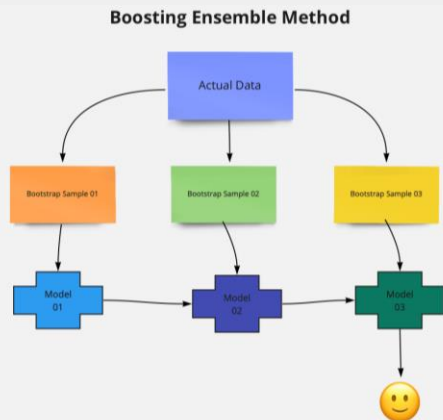 Boosting Ensemble Method
Actual Data
Bootstrap Sample 01
Bootstrap Sample 02
Bootstrap Sample 03
Model
01
Model
02
Model
03